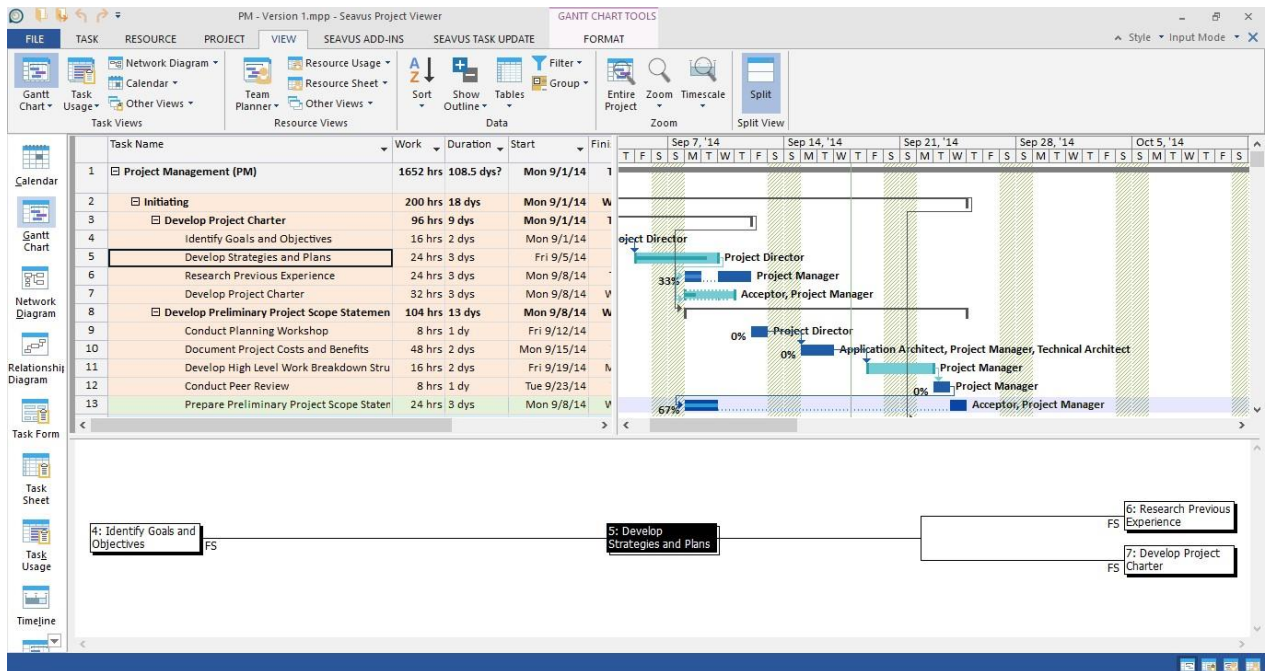 PM - Version 1.mpp - Seavus Project Viewer
GANTT CHART TOOLS
FILE TASK RESOURCE PROJECT VIEW SEAVUS ADD-INS SEAVUS TASK UPDATE FORMAT
Style Input Mode
Gantt
Chart
Task
Usage
Network Diagram
Calendar
Other Views
Task Views
Team
Planner
Resource Usage
Resource Sheet
Other Views
Resource Views
A
Z
Sort
Show
Outline
Tables
Filter
Group
Data
Entire
Project
Zoom
Timescale
Zoom
Split
Split View
Calendar
Gantt
Chart
Network
Diagram
Relationship
Diagram
Task Form
Task
Sheet
Task
Usage
Timeline
Task Name Work Duration Start Fini
1 Project Management (PM) 1652 hrs 108.5 dys? Mon 9/1/14
2 Initiating 200 hrs 18 dys Mon 9/1/14 W
3 Develop Project Charter 96 hrs 9 dys Mon 9/1/14
4 Identify Goals and Objectives 16 hrs 2 dys Mon 9/1/14
5 Develop Strategies and Plans 24 hrs 3 dys Fri 9/5/14
6 Research Previous Experience 24 hrs 3 dys Mon 9/8/14
7 Develop Project Charter 32 hrs 3 dys Mon 9/8/14
8 Develop Preliminary Project Scope Statemen 104 hrs 13 dys Mon 9/8/14 W
9 Conduct Planning Workshop 8 hrs 1 dy Fri 9/12/14
10 Document Project Costs and Benefits 48 hrs 2 dys Mon 9/15/14
11 Develop High Level Work Breakdown Stru 16 hrs 2 dys Fri 9/19/14
12 Conduct Peer Review 8 hrs 1 dy Tue 9/23/14
13 Prepare Preliminary Project Scope Stater 24 hrs 3 dys Mon 9/8/14
Sep 7, '14 Sep 14, '14 Sep 21, '14 Sep 28, '14 Oct 5, '14
T F S S M T W T F S S M T W T F S S M T W T F S S M T W T F S S M T W T F S
oject Director
Project Director
33% Project Manager
Acceptor, Project Manager
0% Project Director
0% Application Architect, Project Manager, Technical Architect
Project Manager
0% Project Manager
67% Acceptor, Project Manager
4: Identify Goals and
Objectives
FS
5: Develop
Strategies and Plans
6: Research Previous
Experience
FS
7: Develop Project
Charter
FS